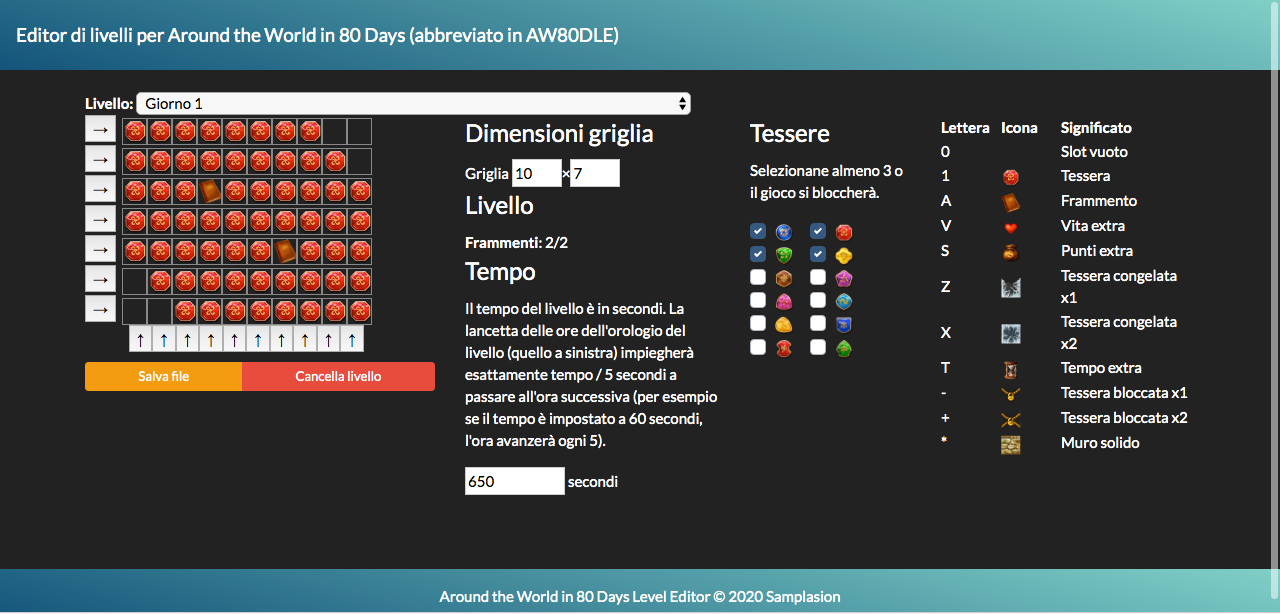 Editor di livelli per Around the World in 80 Days (abbreviato in AW80DLE)
Livello: Giorno 1
→
→
→
→
→
→
→
↑ ↑ ↑ ↑ ↑ ↑ ↑ ↑ ↑ ↑
Salva file Cancella livello
Dimensioni griglia
Griglia 10 × 7
Livello
Frammenti: 2/2
Tempo
Il tempo del livello è in secondi. La
lancetta delle ore dell'orologio del
livello (quello a sinistra) impiegherà
esattamente tempo / 5 secondi a
passare all'ora successiva (per esempio
se il tempo è impostato a 60 secondi,
l'ora avanzerà ogni 5).
650 secondi
Tessere
Selezionane almeno 3 o
il gioco si bloccherà.
Lettera Icona Significato
0 Slot vuoto
1 Tessera
A Frammento
V Vita extra
S Punti extra
Z Tessera congelata
x1
X Tessera congelata
x2
T Tempo extra
- Tessera bloccata x1
+ Tessera bloccata x2
* Muro solido
Around the World in 80 Days Level Editor © 2020 Samplasion